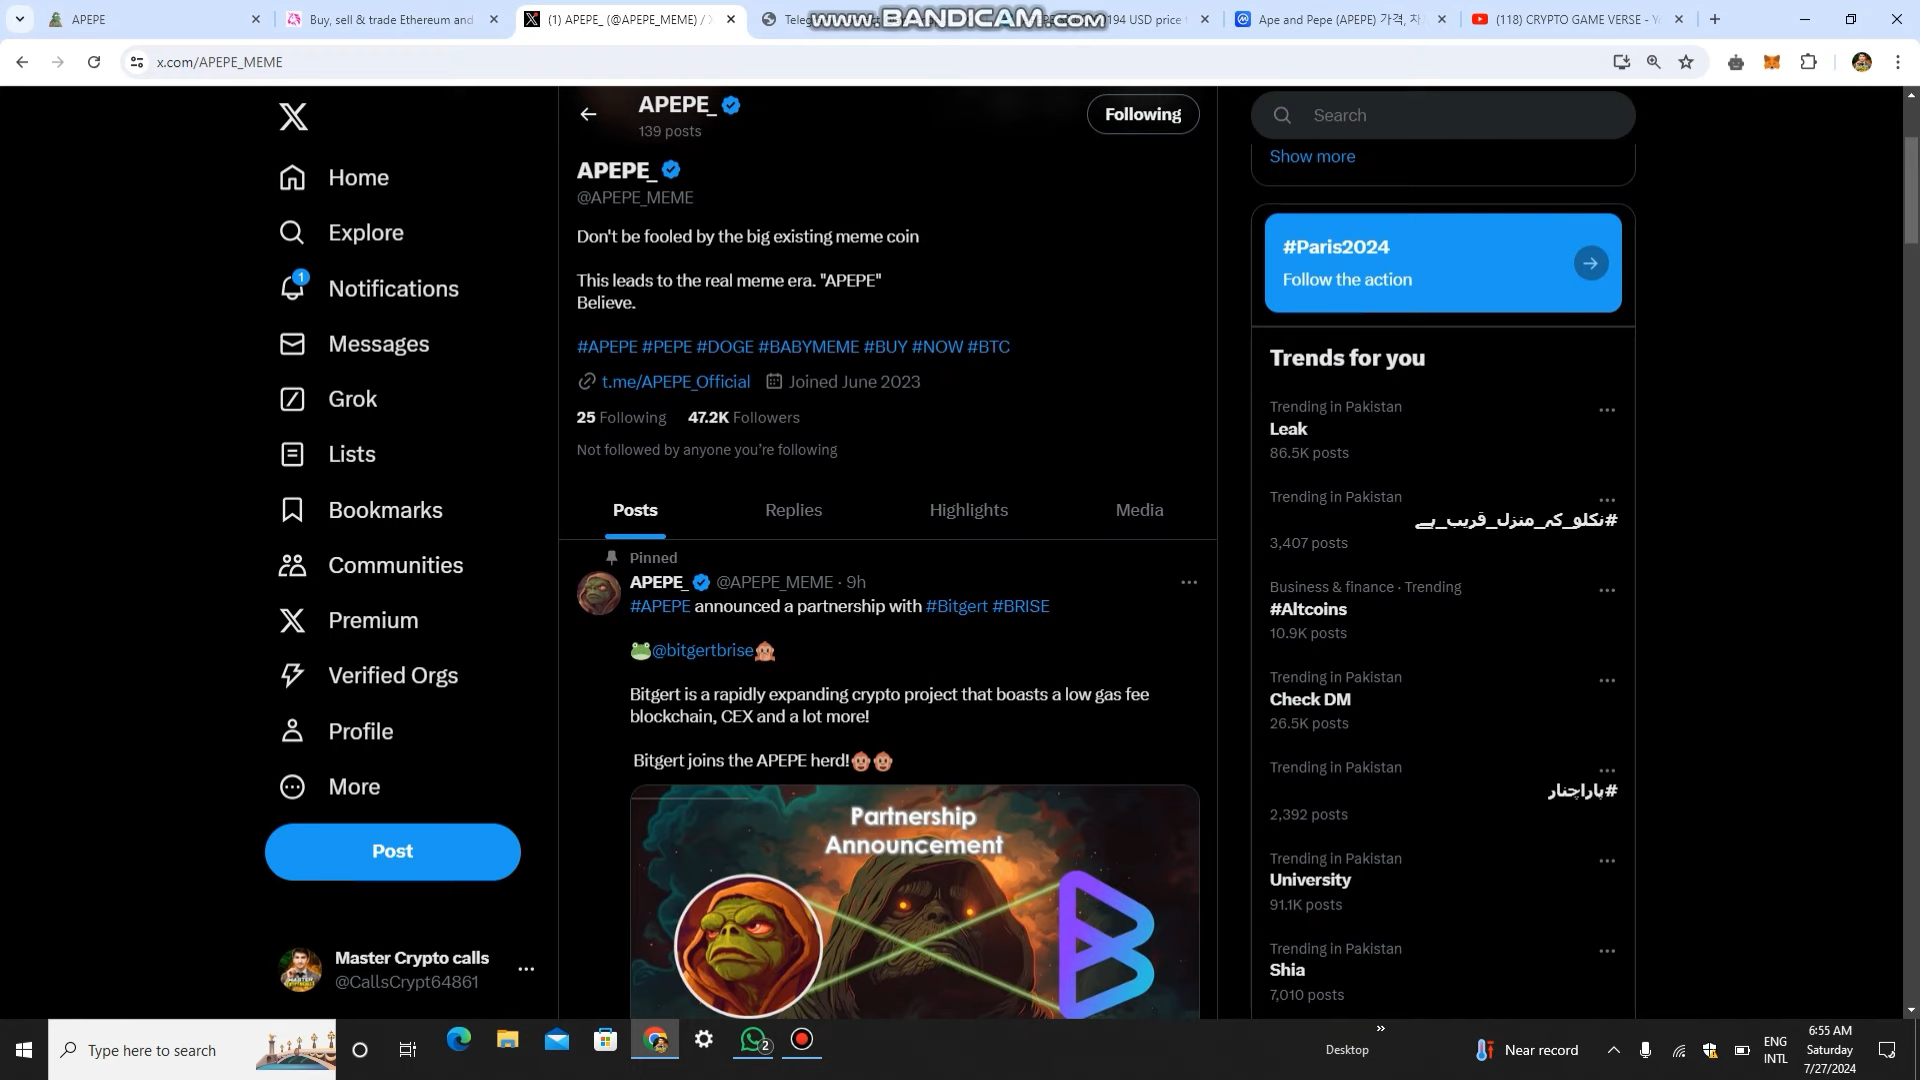 APEPE
Buy, sell & trade Ethereum and
(1) APEPE_ (@APEPE_MEME) / X
Teleg
194 USD price
Ape and Pepe (APEPE) 가격, 차
(118) CRYPTO GAME VERSE - Y
www.BANDICAM.com
x.com/APEPE_MEME
APEPE_
139 posts
Following
Search
Show more
Home
Explore
1
Notifications
Messages
Grok
Lists
Bookmarks
Communities
Premium
Verified Orgs
Profile
More
Post
Master Crypto calls
@CallsCrypt64861
APEPE_
@APEPE_MEME
Don't be fooled by the big existing meme coin
This leads to the real meme era. "APEPE"
Believe.
#APEPE #PEPE #DOGE #BABYMEME #BUY #NOW #BTC
t.me/APEPE_Official Joined June 2023
25 Following 47.2K Followers
Not followed by anyone you're following
Posts Replies Highlights Media
Pinned
APEPE_ @APEPE_MEME · 9h
#APEPE announced a partnership with #Bitgert #BRISE
🐸@bitgertbrise🙊
Bitgert is a rapidly expanding crypto project that boasts a low gas fee
blockchain, CEX and a lot more!
Bitgert joins the APEPE herd!🐵🐵
Partnership
Announcement
#Paris2024
Follow the action
Trends for you
Trending in Pakistan
Leak
86.5K posts
Trending in Pakistan
#نکلو_کہ_منزل_قریب_ہے
3,407 posts
Business & finance · Trending
#Altcoins
10.9K posts
Trending in Pakistan
Check DM
26.5K posts
Trending in Pakistan
#پاراچنار
2,392 posts
Trending in Pakistan
University
91.1K posts
Trending in Pakistan
Shia
7,010 posts
Type here to search
2
Desktop
Near record
ENG
INTL
6:55 AM
Saturday
7/27/2024